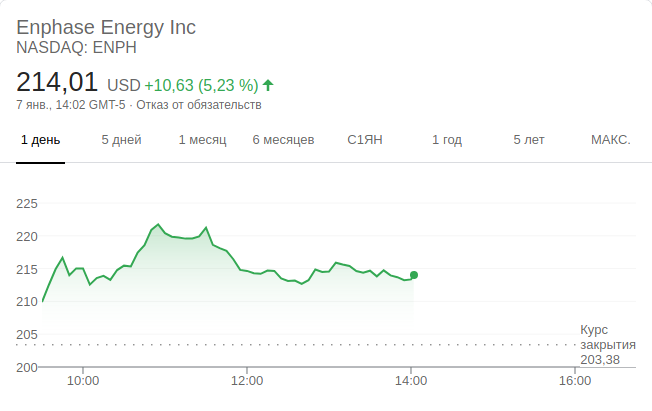 Enphase Energy Inc
NASDAQ: ENPH
214,01 USD +10,63 (5,23 %)
7 янв., 14:02 GMT-5 · Отказ от обязательств
1 день 5 дней 1 месяц 6 месяцев С1ЯН 1 год 5 лет МАКС.
225
220
215
210
205
Курс
закрытия
203,38
200
10:00 12:00 14:00 16:00